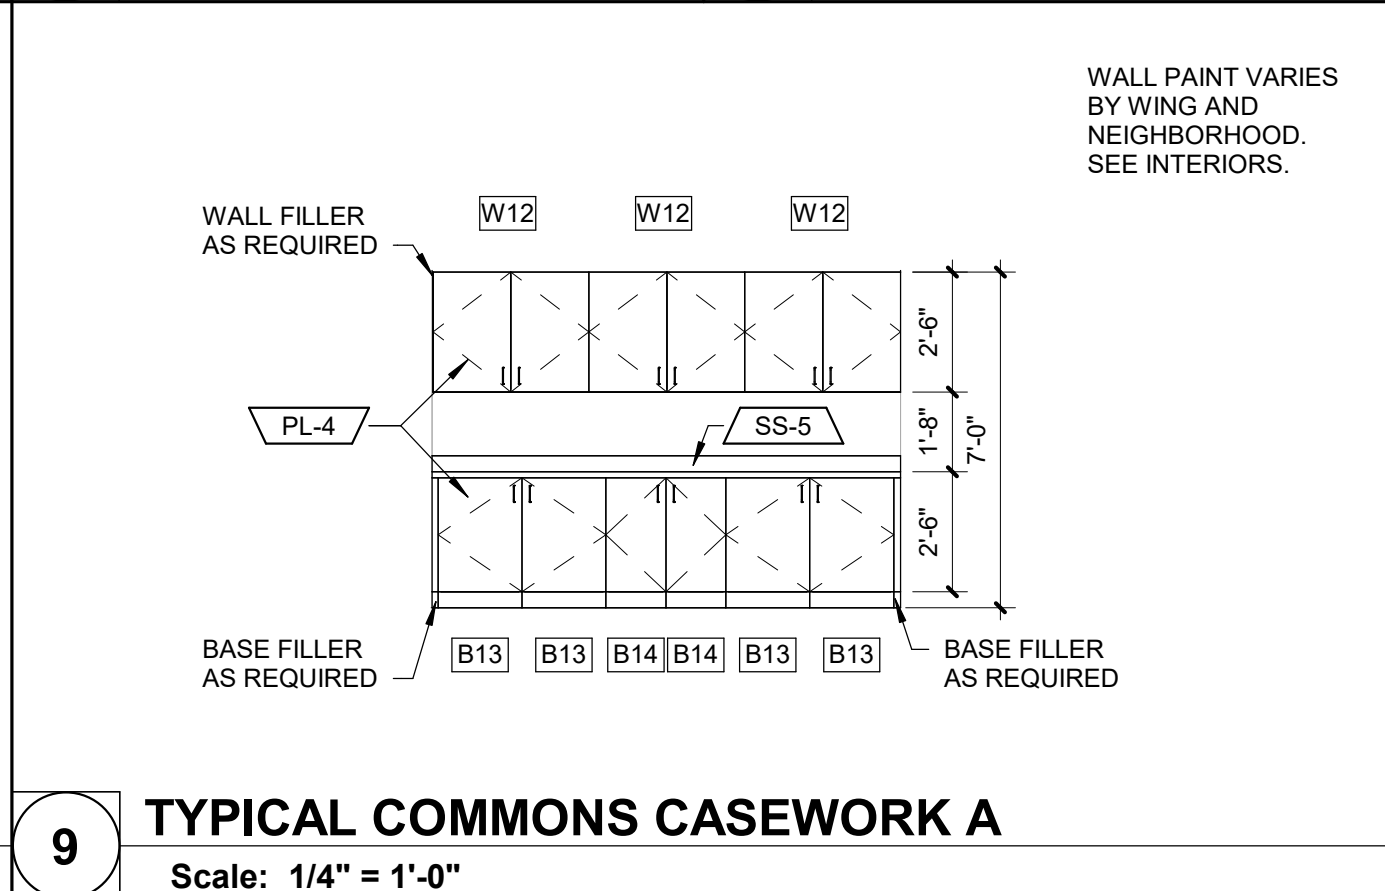 WALL PAINT VARIES
BY WING AND
NEIGHBORHOOD.
SEE INTERIORS.
WALL FILLER
AS REQUIRED
W12
W12
W12
2'-6"
PL-4
SS-5
1'-8"
7'-0"
2'-6"
BASE FILLER
AS REQUIRED
B13
B13
B14
B14
B13
B13
BASE FILLER
AS REQUIRED
9
TYPICAL COMMONS CASEWORK A
Scale: 1/4" = 1'-0"